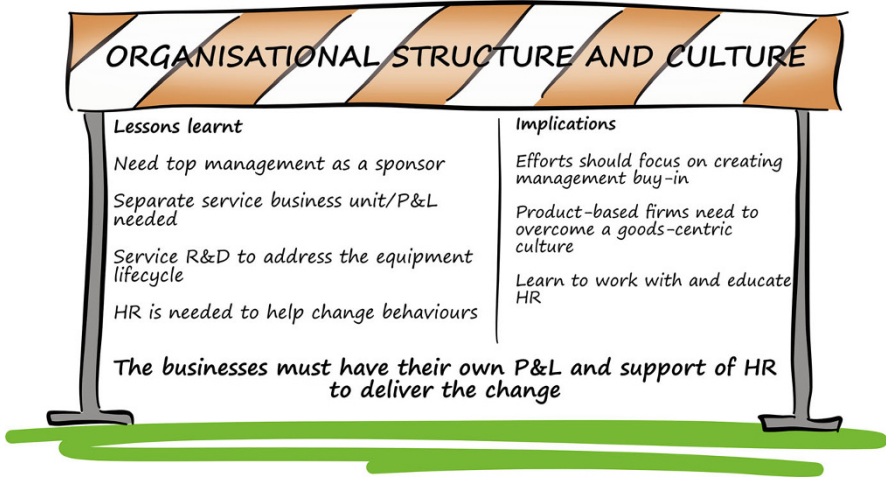 ORGANISATIONAL STRUCTURE AND CULTURE
Lessons learnt
Need top management as a sponsor
Separate service business unit/P&L
needed
Service R&D to address the equipment
lifecycle
HR is needed to help change behaviours
Implications
Efforts should focus on creating
management buy-in
Product-based firms need to
overcome a goods-centric
culture
Learn to work with and educate
HR
The businesses must have their own P&L and support of HR
to deliver the change